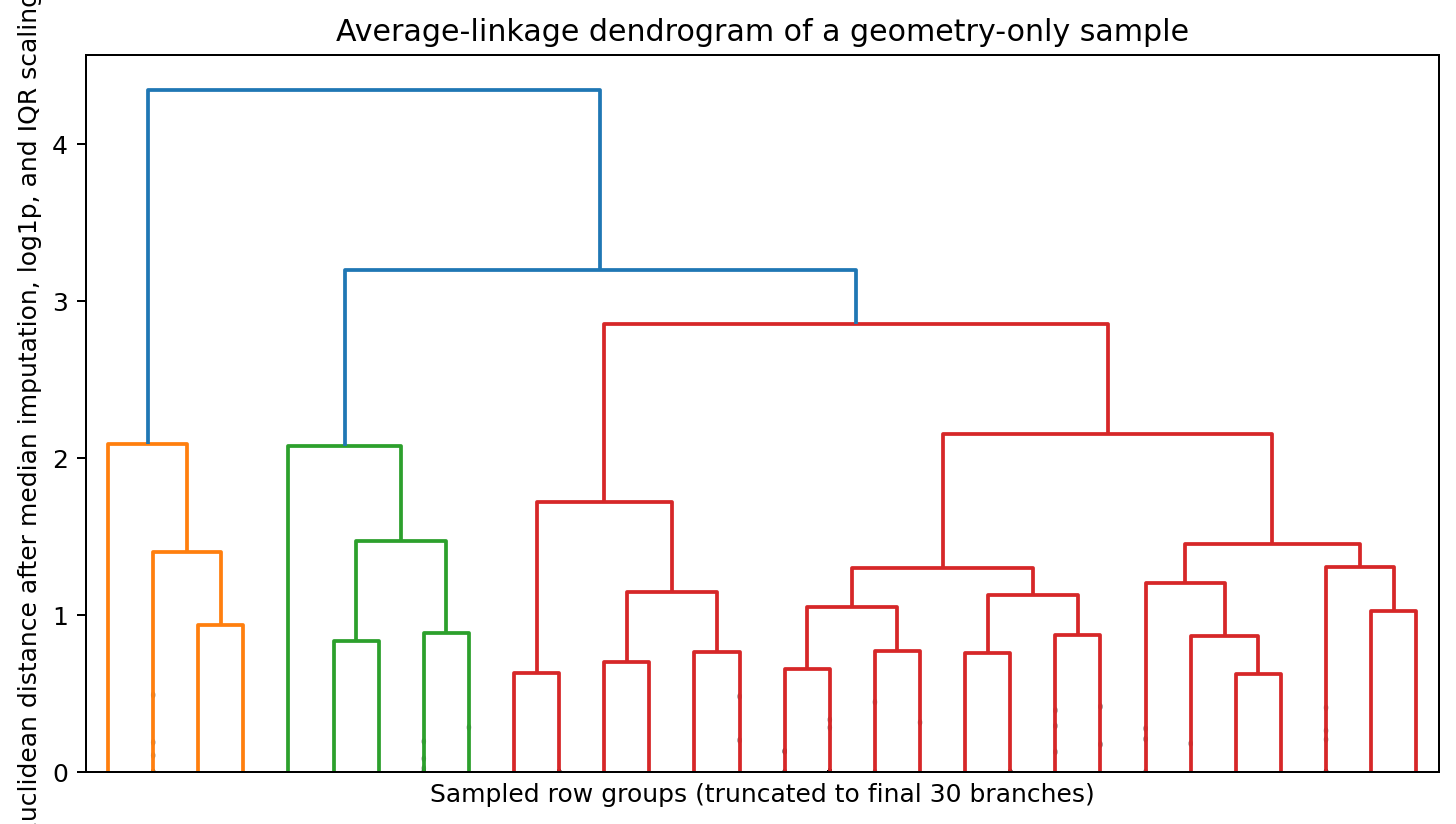 Average-linkage dendrogram of a geometry-only sample
uclidean distance after median imputation, log1p, and IQR scaling
4
3
2
1
0
Sampled row groups (truncated to final 30 branches)